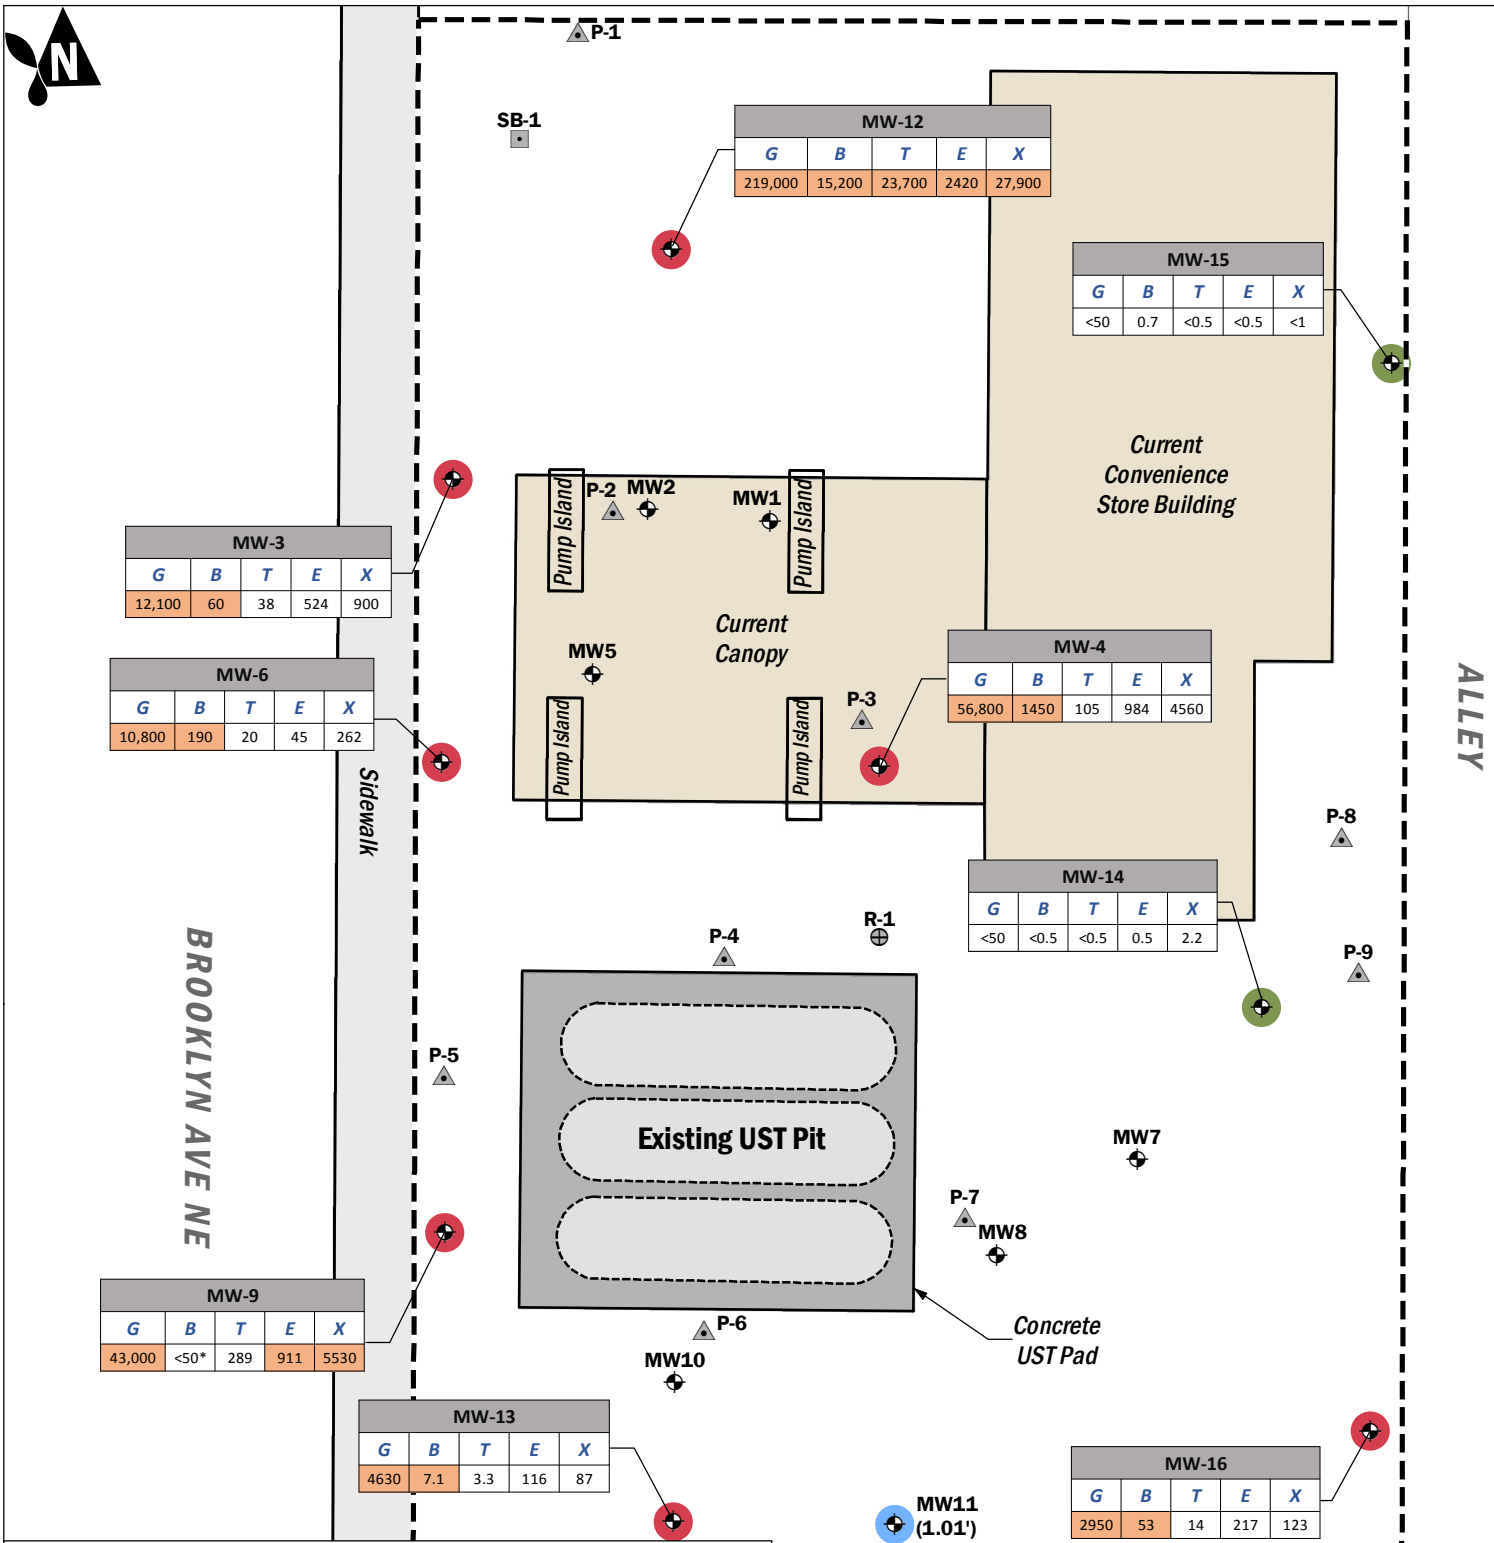 N
P-1
SB-1
MW-12
G B T E X
219,000 15,200 23,700 2420 27,900
MW-15
G B T E X
<50 0.7 <0.5 <0.5 <1
Current
Convenience
Store Building
Pump Island
P-2
MW2
MW1
Pump Island
MW-3
G B T E X
12,100 60 38 524 900
Current
Canopy
MW5
MW-4
G B T E X
56,800 1450 105 984 4560
MW-6
G B T E X
10,800 190 20 45 262
P-3
Pump Island
Pump Island
Sidewalk
ALLEY
P-8
MW-14
G B T E X
<50 <0.5 <0.5 0.5 2.2
R-1
P-4
P-9
BROOKLYN AVE NE
P-5
Existing UST Pit
MW7
P-7
MW8
MW-9
G B T E X
43,000 <50* 289 911 5530
P-6
Concrete
UST Pad
MW10
MW-13
G B T E X
4630 7.1 3.3 116 87
MW11
(1.01')
MW-16
G B T E X
2950 53 14 217 123